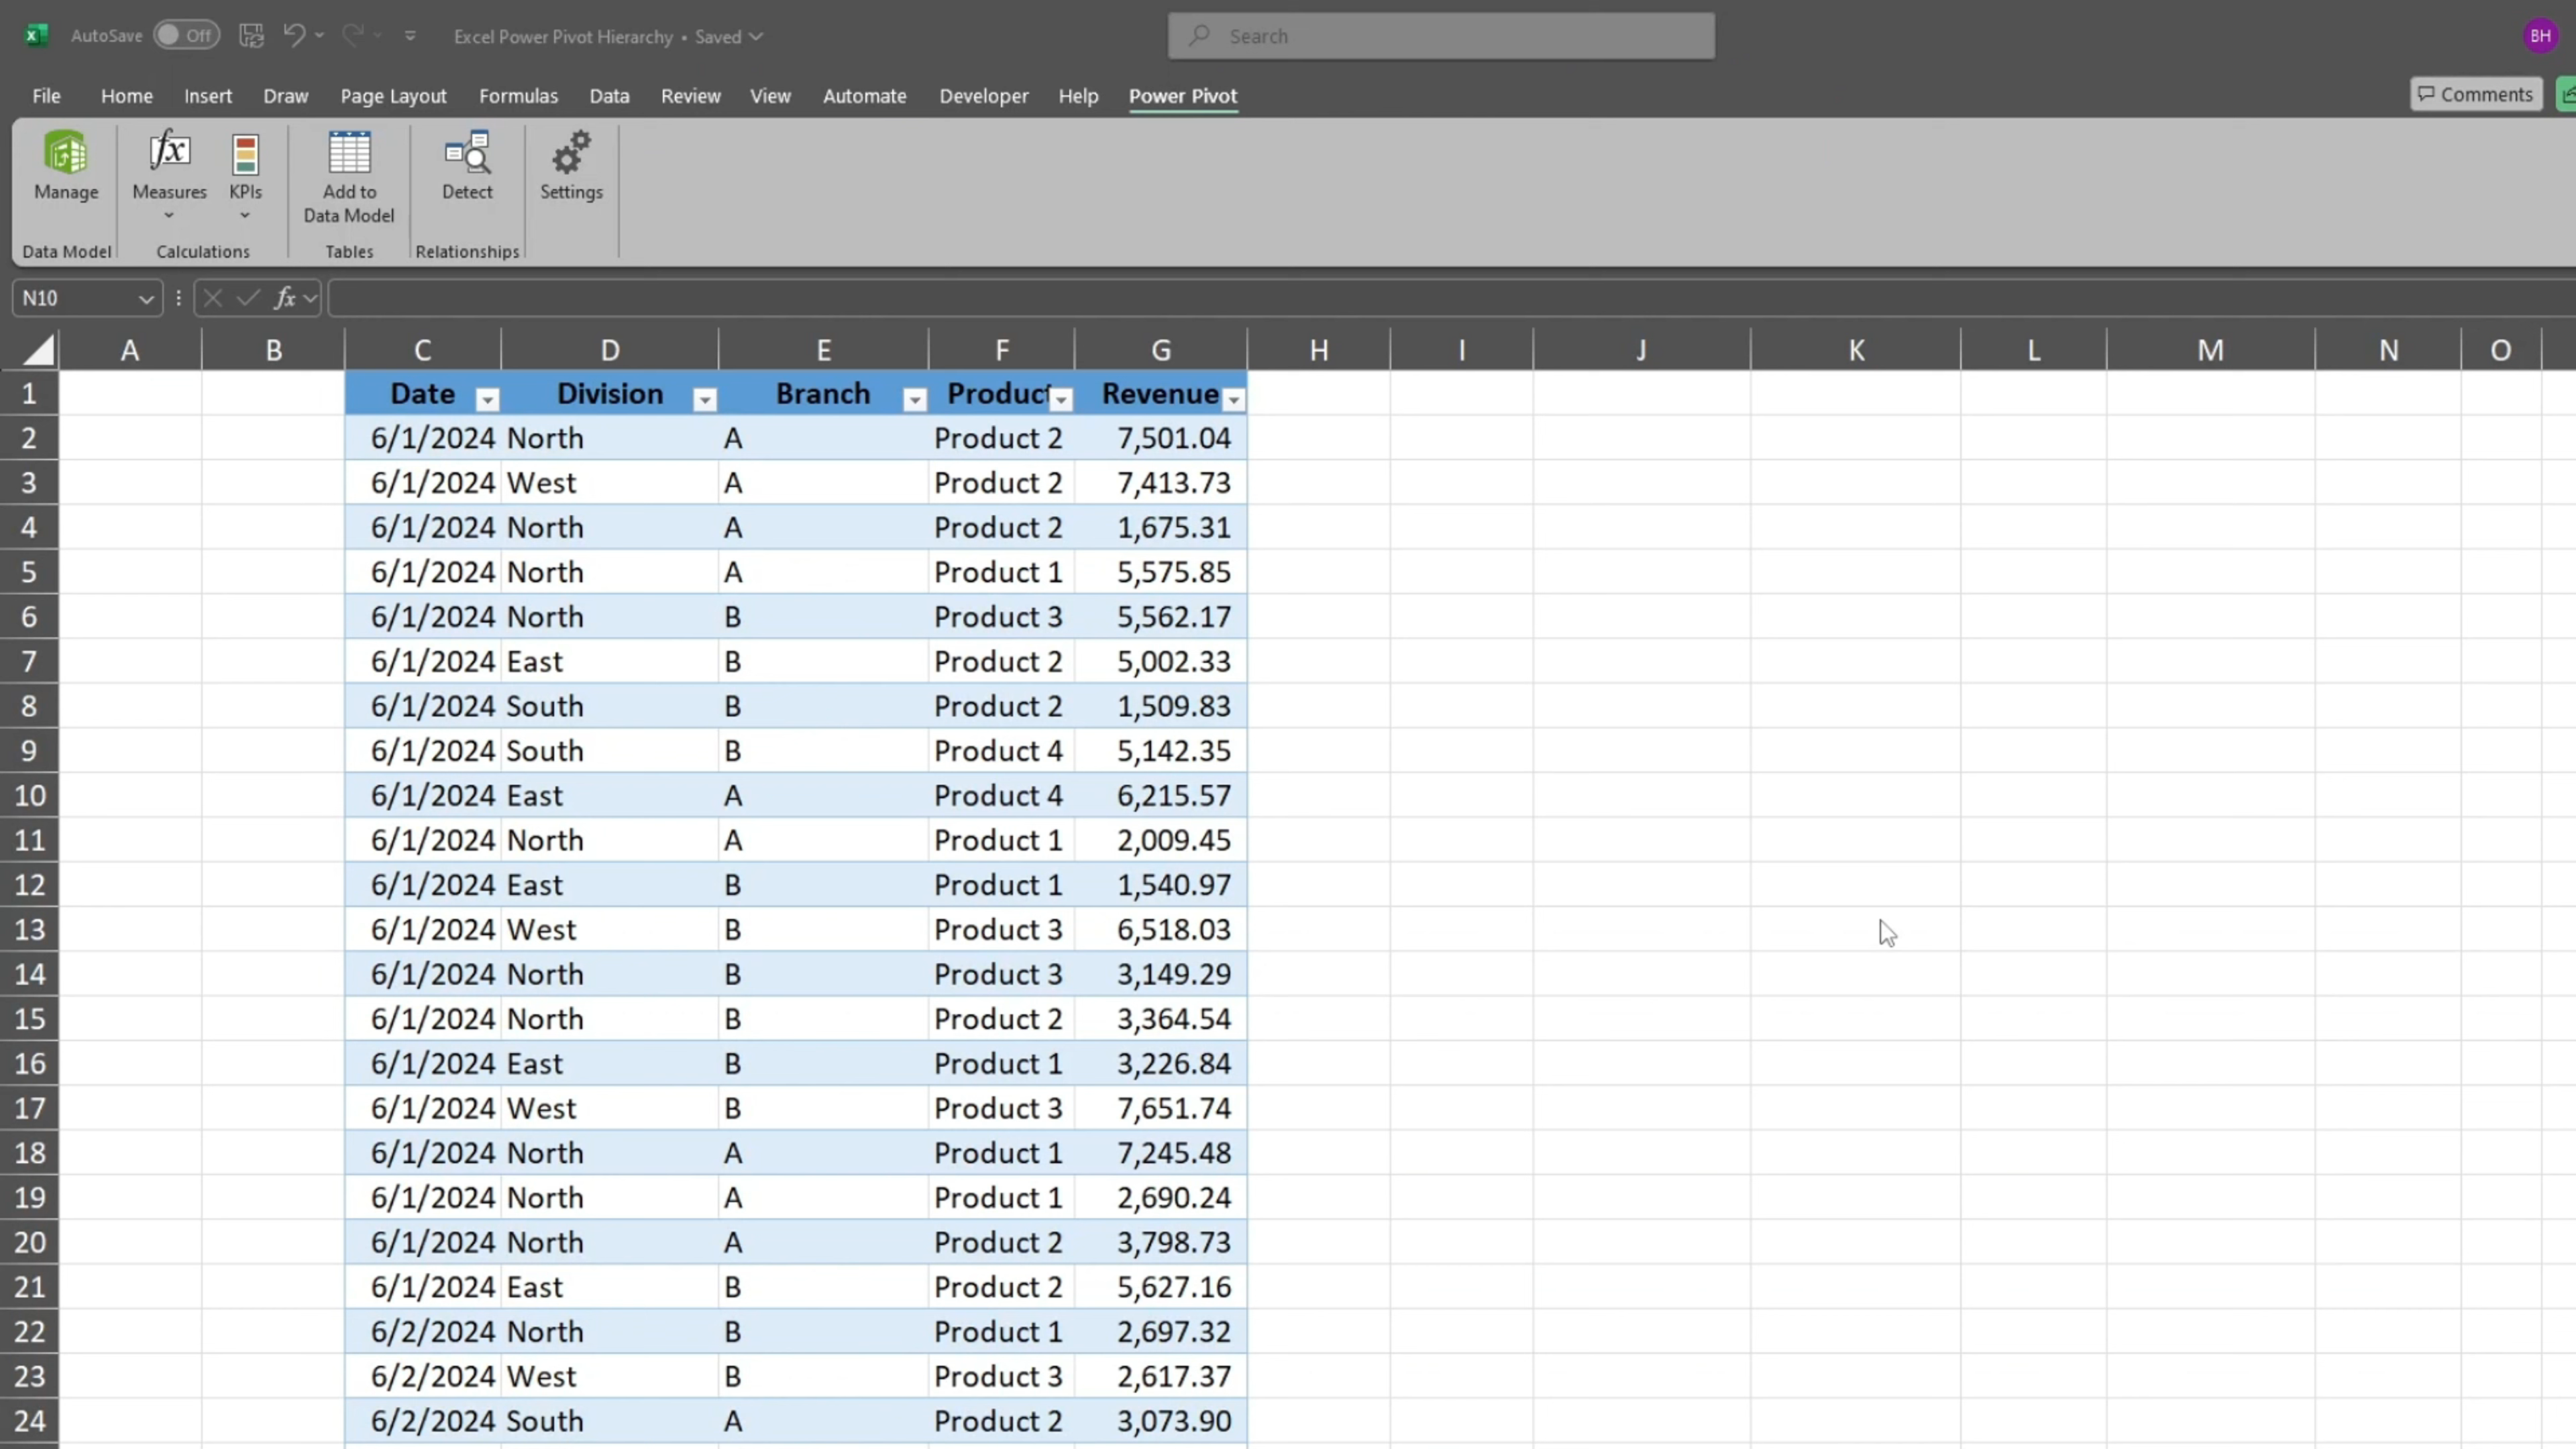 AutoSave Off Excel Power Pivot Hierarchy • Saved Search BH
File Home Insert Draw Page Layout Formulas Data Review View Automate Developer Help Power Pivot Comments
Manage Measures KPIs Add to Data Model Detect Settings
Data Model Calculations Tables Relationships
N10 fx
A B C D E F G H I J K L M N O
1 Date Division Branch Product Revenue
2 6/1/2024 North A Product 2 7,501.04
3 6/1/2024 West A Product 2 7,413.73
4 6/1/2024 North A Product 2 1,675.31
5 6/1/2024 North A Product 1 5,575.85
6 6/1/2024 North B Product 3 5,562.17
7 6/1/2024 East B Product 2 5,002.33
8 6/1/2024 South B Product 2 1,509.83
9 6/1/2024 South B Product 4 5,142.35
10 6/1/2024 East A Product 4 6,215.57
11 6/1/2024 North A Product 1 2,009.45
12 6/1/2024 East B Product 1 1,540.97
13 6/1/2024 West B Product 3 6,518.03
14 6/1/2024 North B Product 3 3,149.29
15 6/1/2024 North B Product 2 3,364.54
16 6/1/2024 East B Product 1 3,226.84
17 6/1/2024 West B Product 3 7,651.74
18 6/1/2024 North A Product 1 7,245.48
19 6/1/2024 North A Product 1 2,690.24
20 6/1/2024 North A Product 2 3,798.73
21 6/1/2024 East B Product 2 5,627.16
22 6/2/2024 North B Product 1 2,697.32
23 6/2/2024 West B Product 3 2,617.37
24 6/2/2024 South A Product 2 3,073.90